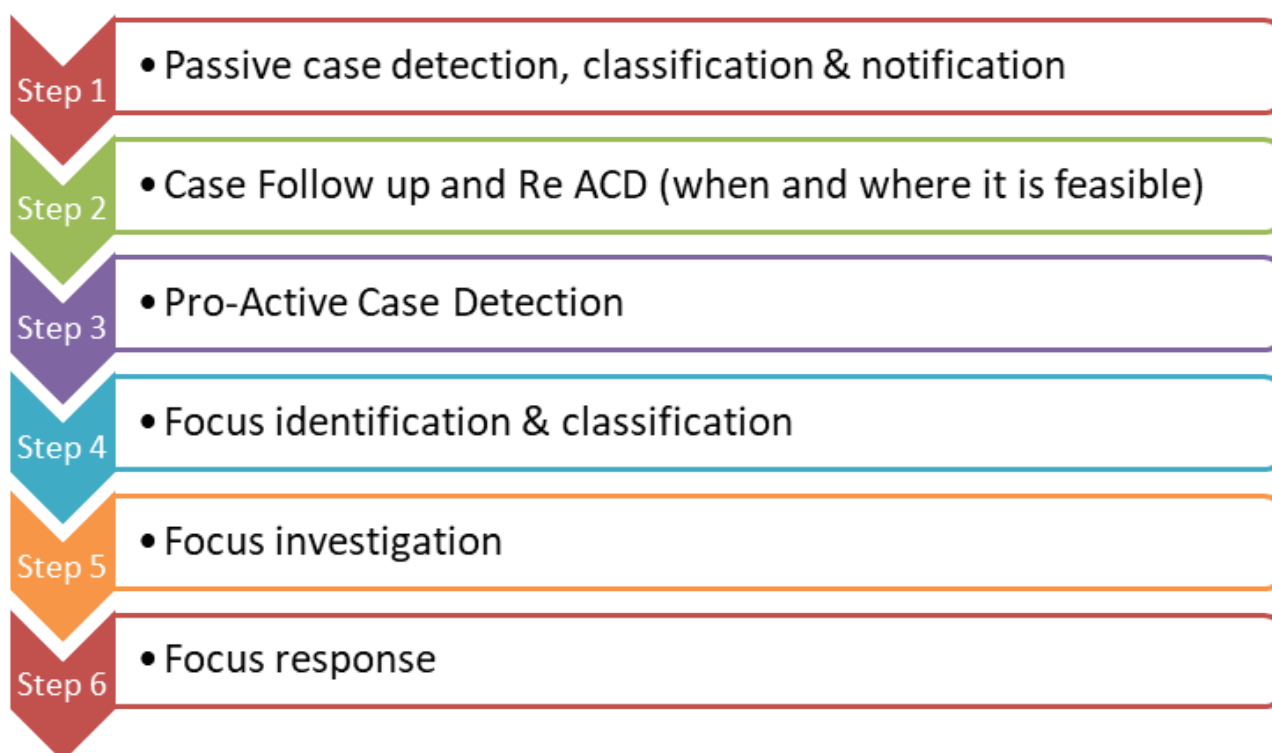 Step 1
• Passive case detection, classification & notification
Step 2
• Case Follow up and Re ACD (when and where it is feasible)
Step 3
• Pro-Active Case Detection
Step 4
• Focus identification & classification
Step 5
• Focus investigation
Step 6
• Focus response